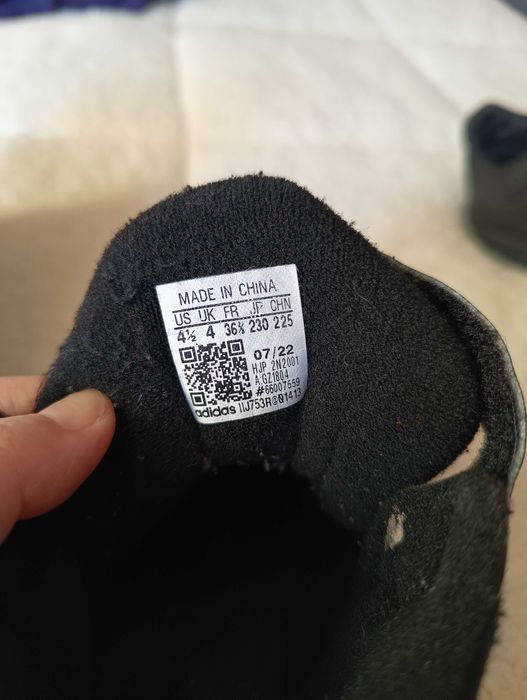 MADE IN CHINA
US UK FR JP CHN
4½ 4 36⅔ 230 225
07/22
HJP 2N2001
A:GZ1804
#66007559
adidas IIJ753R@01413